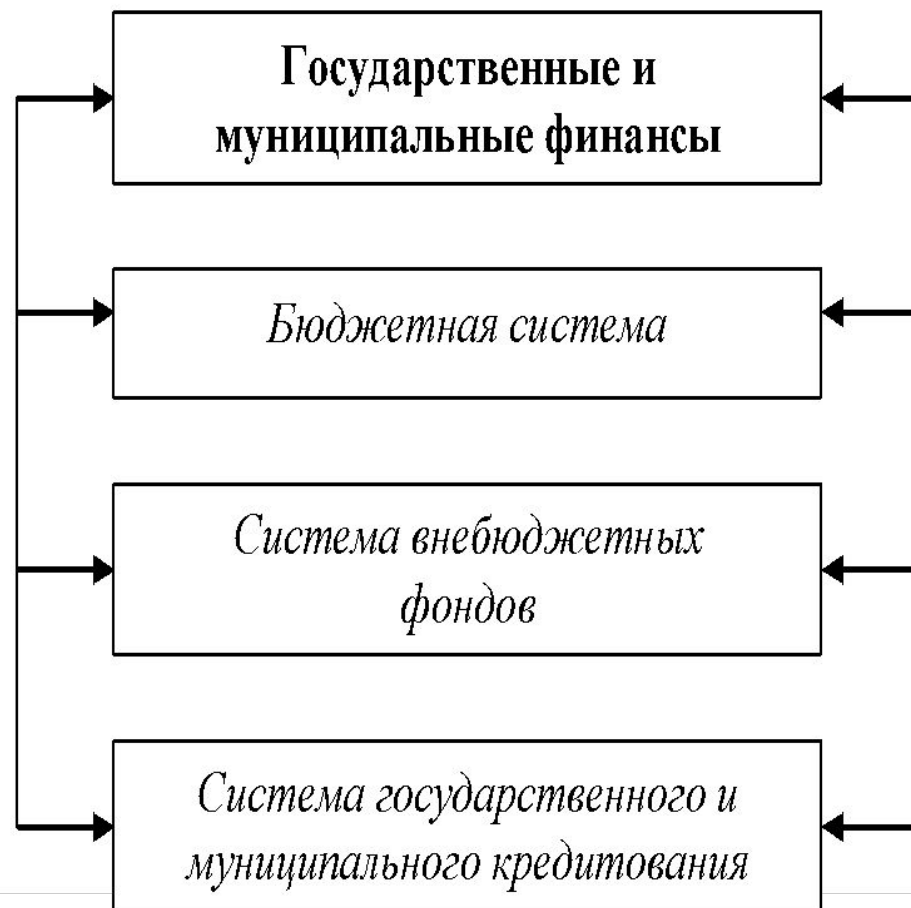 Государственные и
муниципальные финансы
Бюджетная система
Система внебюджетных
фондов
Система государственного и
муниципального кредитования